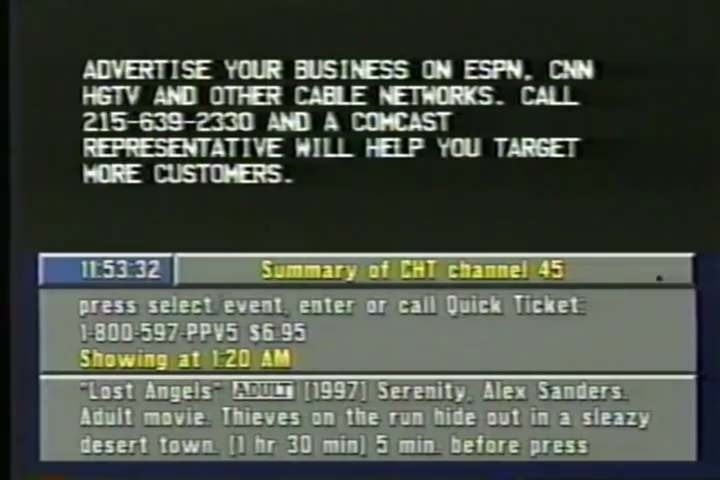 ADVERTISE YOUR BUSINESS ON ESPN, CNN
HGTV AND OTHER CABLE NETWORKS. CALL
215-639-2330 AND A COMCAST
REPRESENTATIVE WILL HELP YOU TARGET
MORE CUSTOMERS.
11:53:32
Summary of CHT channel 45
press select event, enter or call Quick Ticket:
1-800-597-PPV5 $6.95
Showing at 1:20 AM
"Lost Angels" ADULT [1997] Serenity, Alex Sanders.
Adult movie. Thieves on the run hide out in a sleazy
desert town. [1 hr 30 min] 5 min. before press